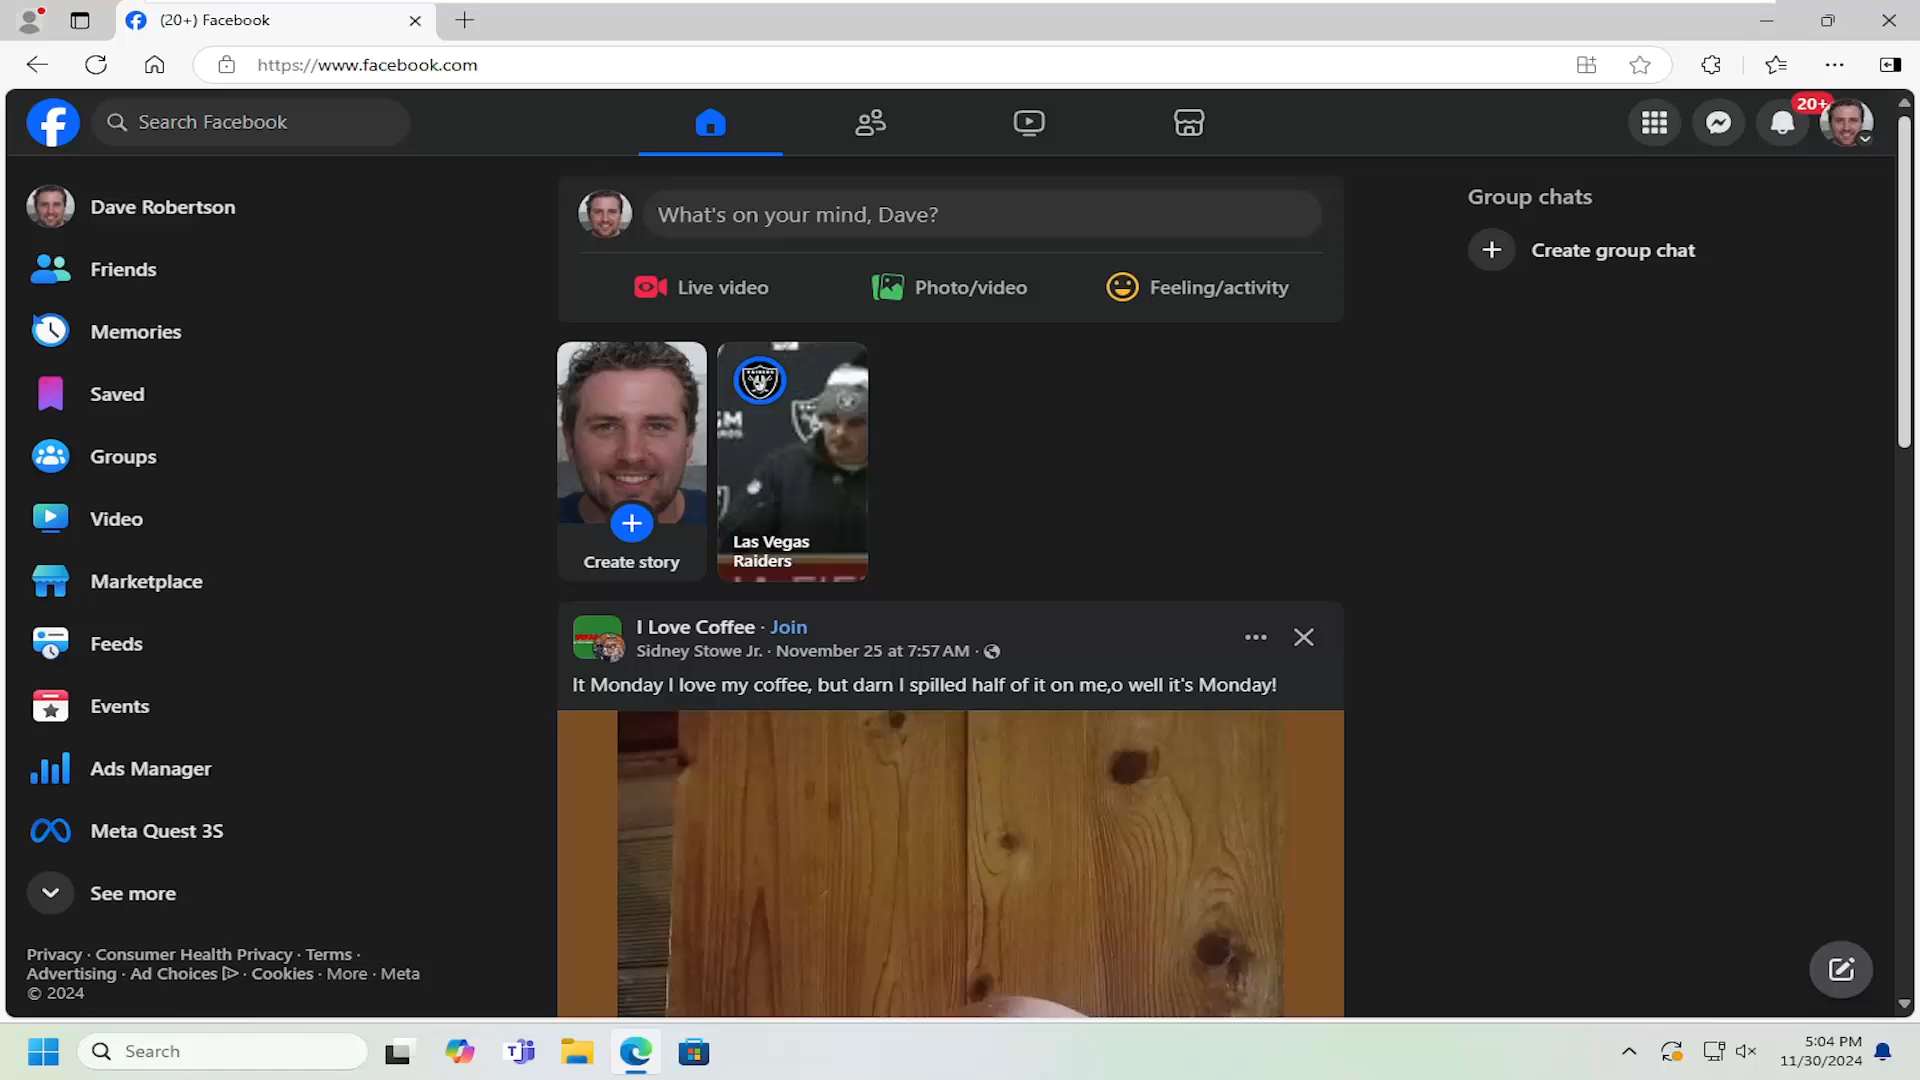 (20+) Facebook
https://www.facebook.com
Search Facebook
20+
Dave Robertson
Friends
Memories
Saved
Groups
Video
Marketplace
Feeds
Events
Ads Manager
Meta Quest 3S
See more
Privacy · Consumer Health Privacy · Terms ·
Advertising · Ad Choices · Cookies · More · Meta
© 2024
What's on your mind, Dave?
Live video
Photo/video
Feeling/activity
Create story
RAIDERS
Las Vegas
Raiders
I Love Coffee · Join
Sidney Stowe Jr. · November 25 at 7:57 AM ·
It Monday I love my coffee, but darn I spilled half of it on me,o well it's Monday!
Group chats
Create group chat
Search
5:04 PM
11/30/2024